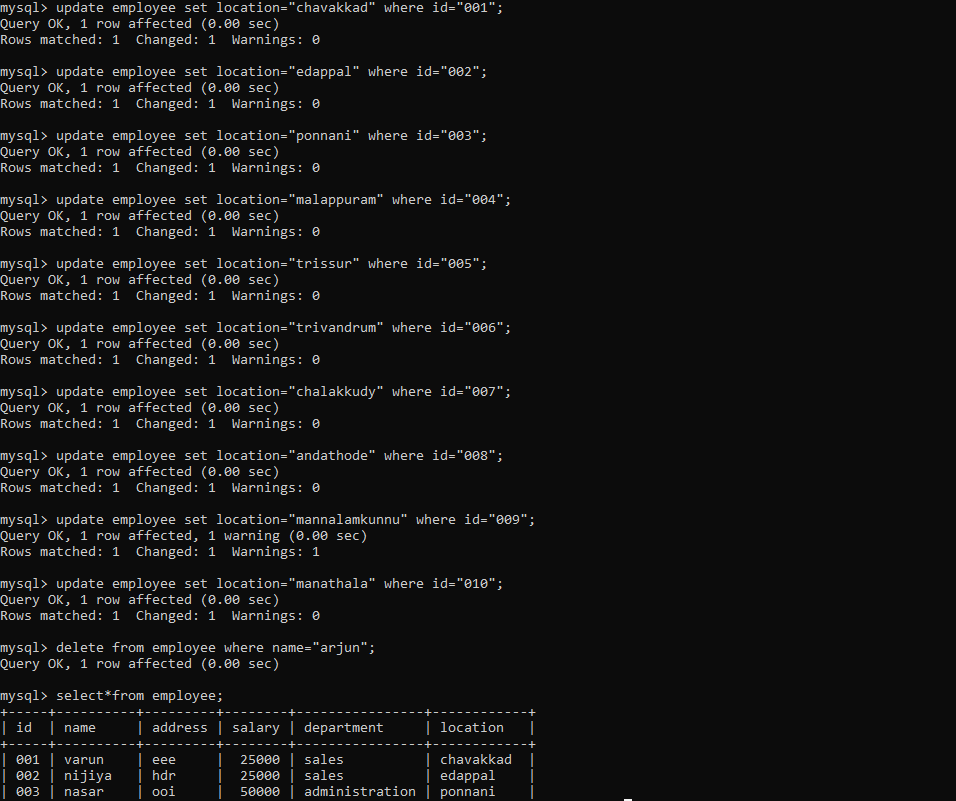 mysql> update employee set location="chavakkad" where id="001";
Query OK, 1 row affected (0.00 sec)
Rows matched: 1  Changed: 1  Warnings: 0

mysql> update employee set location="edappal" where id="002";
Query OK, 1 row affected (0.00 sec)
Rows matched: 1  Changed: 1  Warnings: 0

mysql> update employee set location="ponnani" where id="003";
Query OK, 1 row affected (0.00 sec)
Rows matched: 1  Changed: 1  Warnings: 0

mysql> update employee set location="malappuram" where id="004";
Query OK, 1 row affected (0.00 sec)
Rows matched: 1  Changed: 1  Warnings: 0

mysql> update employee set location="trissur" where id="005";
Query OK, 1 row affected (0.00 sec)
Rows matched: 1  Changed: 1  Warnings: 0

mysql> update employee set location="trivandrum" where id="006";
Query OK, 1 row affected (0.00 sec)
Rows matched: 1  Changed: 1  Warnings: 0

mysql> update employee set location="chalakkudy" where id="007";
Query OK, 1 row affected (0.00 sec)
Rows matched: 1  Changed: 1  Warnings: 0

mysql> update employee set location="andathode" where id="008";
Query OK, 1 row affected (0.00 sec)
Rows matched: 1  Changed: 1  Warnings: 0

mysql> update employee set location="mannalamkunnu" where id="009";
Query OK, 1 row affected, 1 warning (0.00 sec)
Rows matched: 1  Changed: 1  Warnings: 1

mysql> update employee set location="manathala" where id="010";
Query OK, 1 row affected (0.00 sec)
Rows matched: 1  Changed: 1  Warnings: 0

mysql> delete from employee where name="arjun";
Query OK, 1 row affected (0.00 sec)

mysql> select*from employee;
+-----+----------+---------+--------+----------------+------------+
| id  | name     | address | salary | department     | location   |
+-----+----------+---------+--------+----------------+------------+
| 001 | varun    | eee     |  25000 | sales          | chavakkad  |
| 002 | nijiya   | hdr     |  25000 | sales          | edappal    |
| 003 | nasar    | ooi     |  50000 | administration | ponnani    |